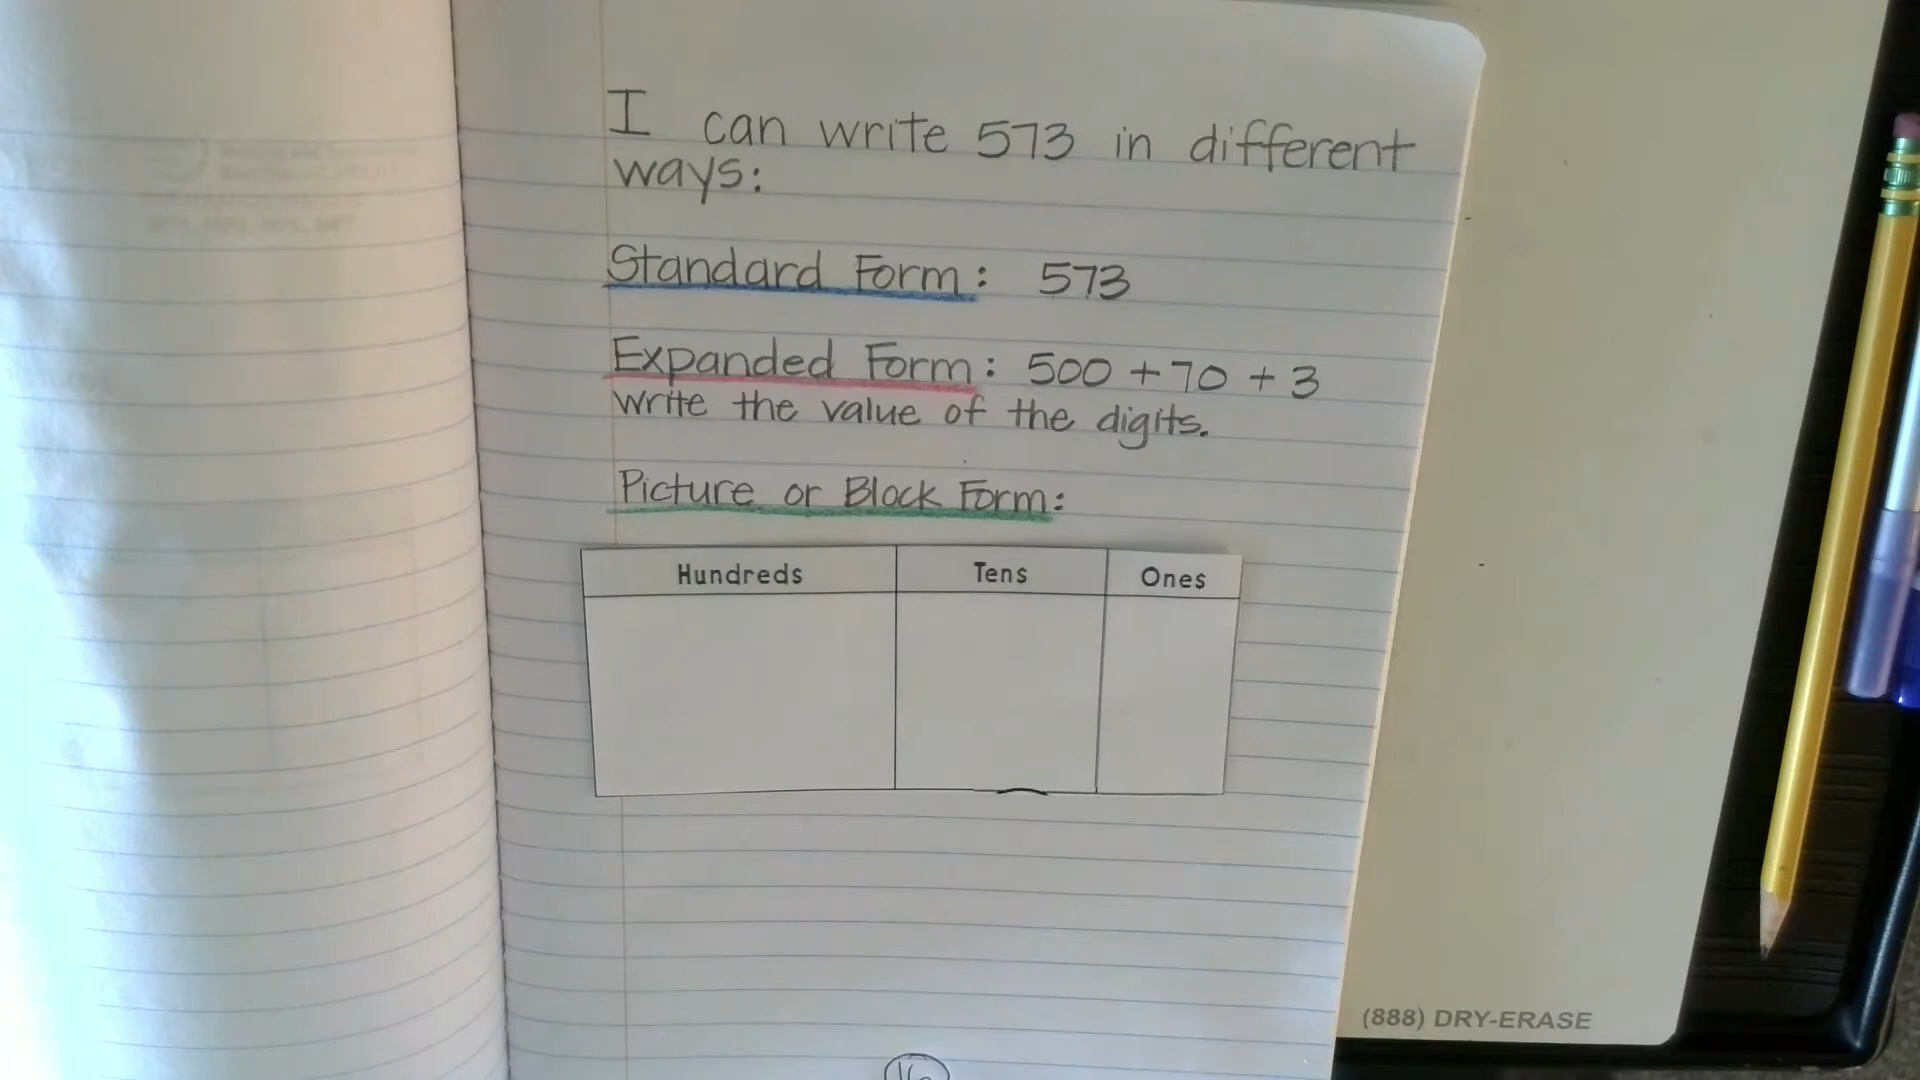 I can write 573 in different
ways:
Standard Form: 573
Expanded Form: 500 + 70 + 3
write the value of the digits.
Picture or Block Form:
Hundreds Tens Ones
(888) DRY-ERASE